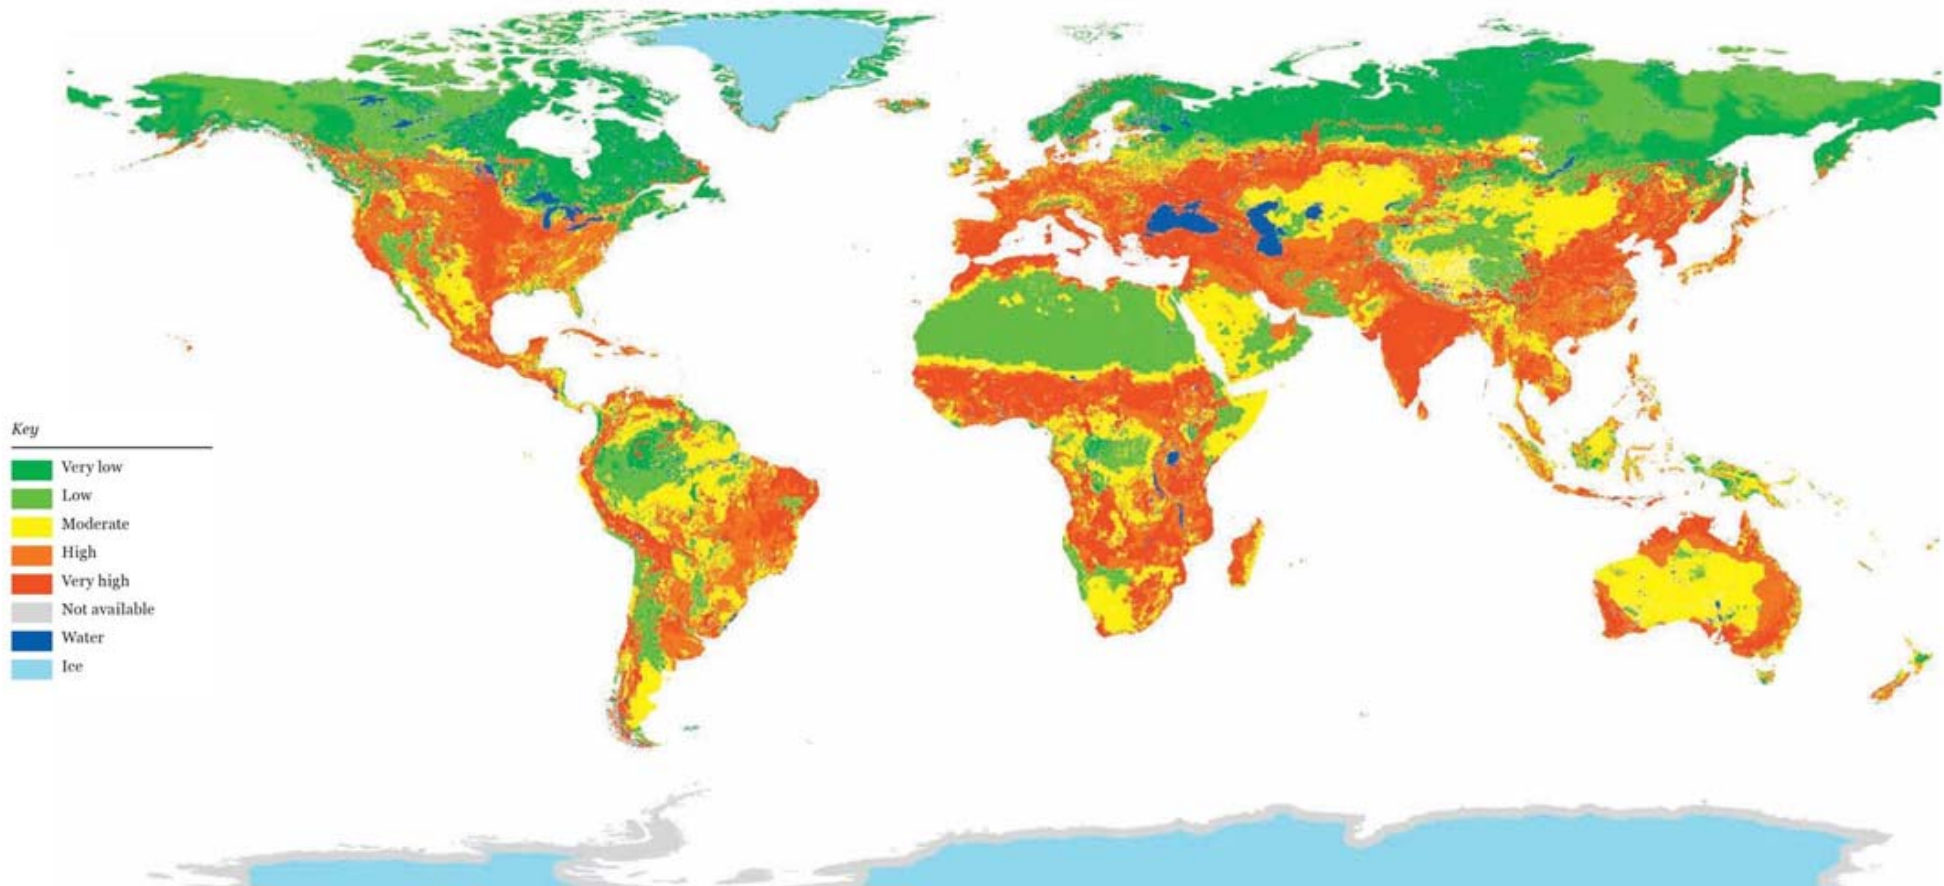 Key
Very low
Low
Moderate
High
Very high
Not available
Water
Ice